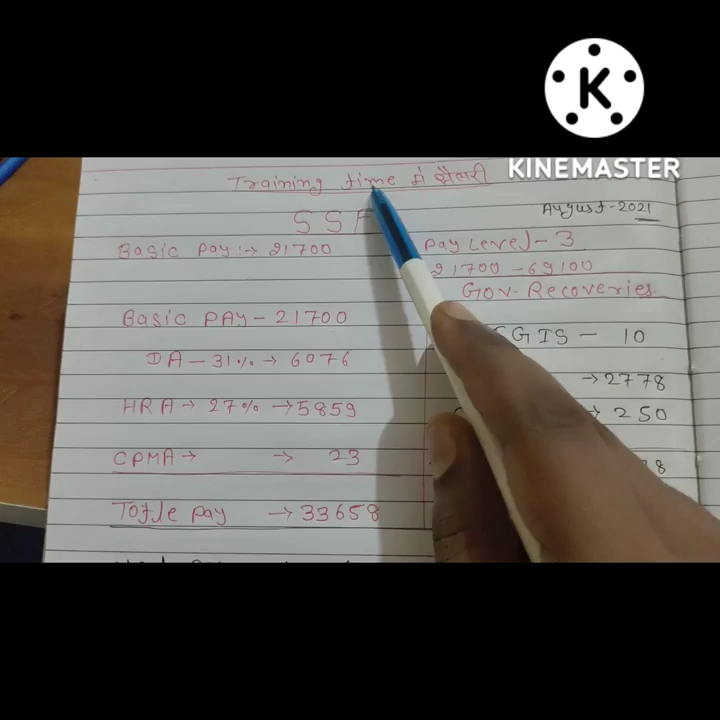 K
KINEMASTER
Training time में सैलरी
August-2021
SSF
Basic Pay:→ 21700
Pay Level - 3
21700 - 69100
Gov- Recoveries
Basic PAY - 21700
CGIS - 10
DA - 31% → 6076
→ 2778
HRA → 27% → 5859
→ 250
CPMA → → 23
Totle pay → 33658